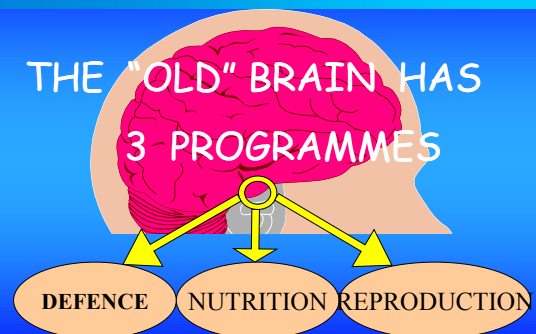 THE “OLD” BRAIN HAS
3 PROGRAMMES
DEFENCE NUTRITION REPRODUCTION